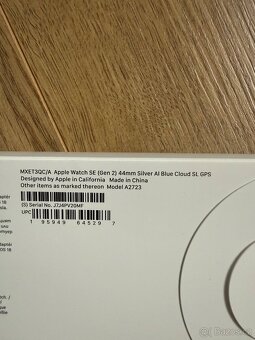 MXET3QC/A Apple Watch SE (Gen 2) 44mm Silver Al Blue Cloud SL GPS
Designed by Apple in California Made in China
Other items as marked thereon Model A2723
(S) Serial No. J7J4PV2DMF
UPC
1 95949 64529 7